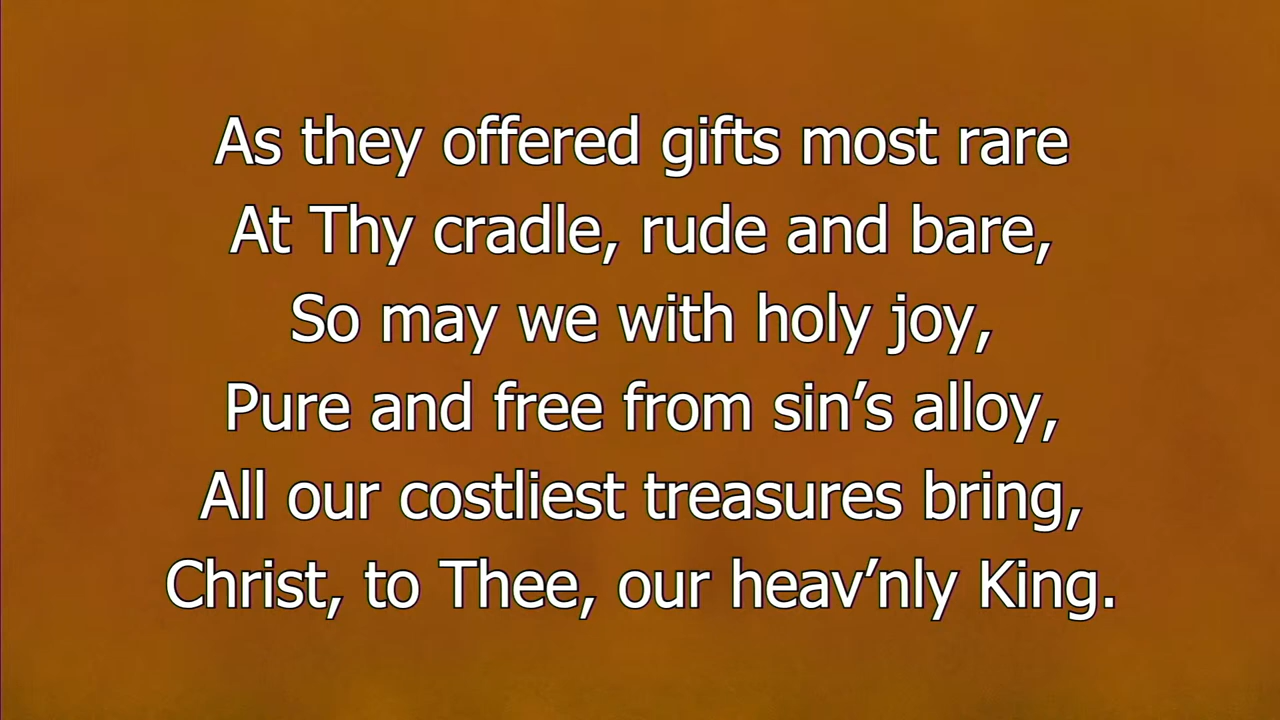 As they offered gifts most rare
At Thy cradle, rude and bare,
So may we with holy joy,
Pure and free from sin’s alloy,
All our costliest treasures bring,
Christ, to Thee, our heav’nly King.